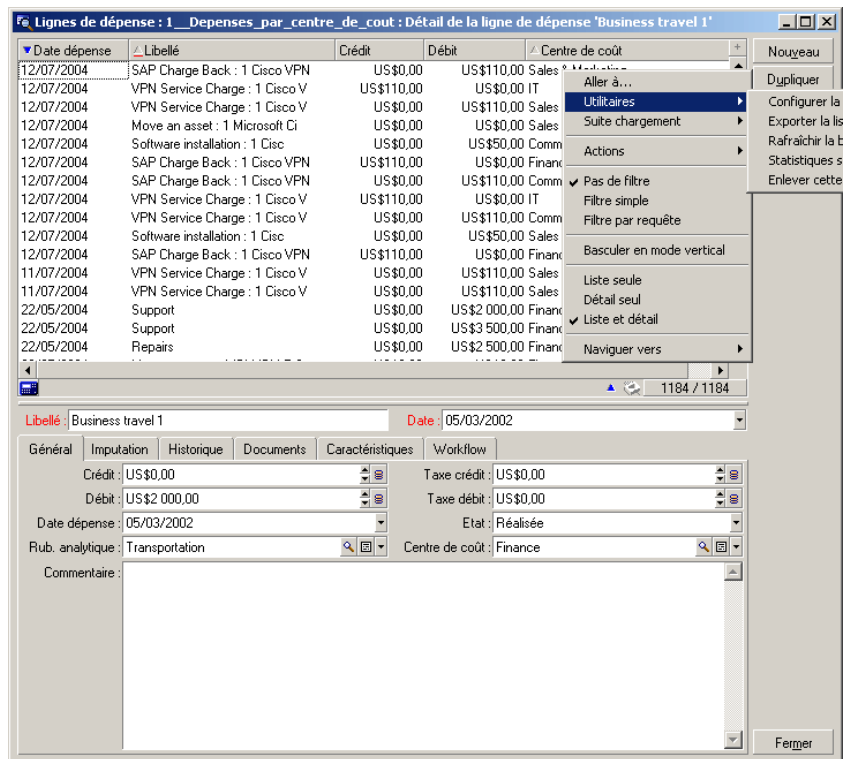 Lignes de dépense : 1__Depenses_par_centre_de_cout : Détail de la ligne de dépense 'Business travel 1'
Date dépense Libellé Crédit Débit Centre de coût +
12/07/2004 SAP Charge Back : 1 Cisco VPN US$0,00 US$110,00 Sales & Marketing
12/07/2004 VPN Service Charge : 1 Cisco V US$110,00 US$0,00 IT
12/07/2004 VPN Service Charge : 1 Cisco V US$0,00 US$110,00 Sales
12/07/2004 Move an asset : 1 Microsoft Ci US$0,00 US$0,00 Sales
12/07/2004 Software installation : 1 Cisc US$0,00 US$50,00 Comm
12/07/2004 SAP Charge Back : 1 Cisco VPN US$110,00 US$0,00 Financ
12/07/2004 SAP Charge Back : 1 Cisco VPN US$0,00 US$110,00 Comm
12/07/2004 VPN Service Charge : 1 Cisco V US$110,00 US$0,00 IT
12/07/2004 VPN Service Charge : 1 Cisco V US$0,00 US$110,00 Comm
12/07/2004 Software installation : 1 Cisc US$0,00 US$50,00 Sales
12/07/2004 SAP Charge Back : 1 Cisco VPN US$110,00 US$0,00 Financ
11/07/2004 VPN Service Charge : 1 Cisco V US$0,00 US$110,00 Sales
11/07/2004 VPN Service Charge : 1 Cisco V US$0,00 US$110,00 Sales
22/05/2004 Support US$0,00 US$2 000,00 Financ
22/05/2004 Support US$0,00 US$3 500,00 Financ
22/05/2004 Repairs US$0,00 US$2 500,00 Financ
Aller à...
Utilitaires
Suite chargement
Actions
Pas de filtre
Filtre simple
Filtre par requête
Basculer en mode vertical
Liste seule
Détail seul
Liste et détail
Naviguer vers
Nouveau
Dupliquer
Configurer la
Exporter la lis
Rafraîchir la b
Statistiques s
Enlever cette
1184 / 1184
Libellé : Business travel 1 Date : 05/03/2002
Général Imputation Historique Documents Caractéristiques Workflow
Crédit : US$0,00 Taxe crédit : US$0,00
Débit : US$2 000,00 Taxe débit : US$0,00
Date dépense : 05/03/2002 Etat : Réalisée
Rub. analytique : Transportation Centre de coût : Finance
Commentaire :
Fermer